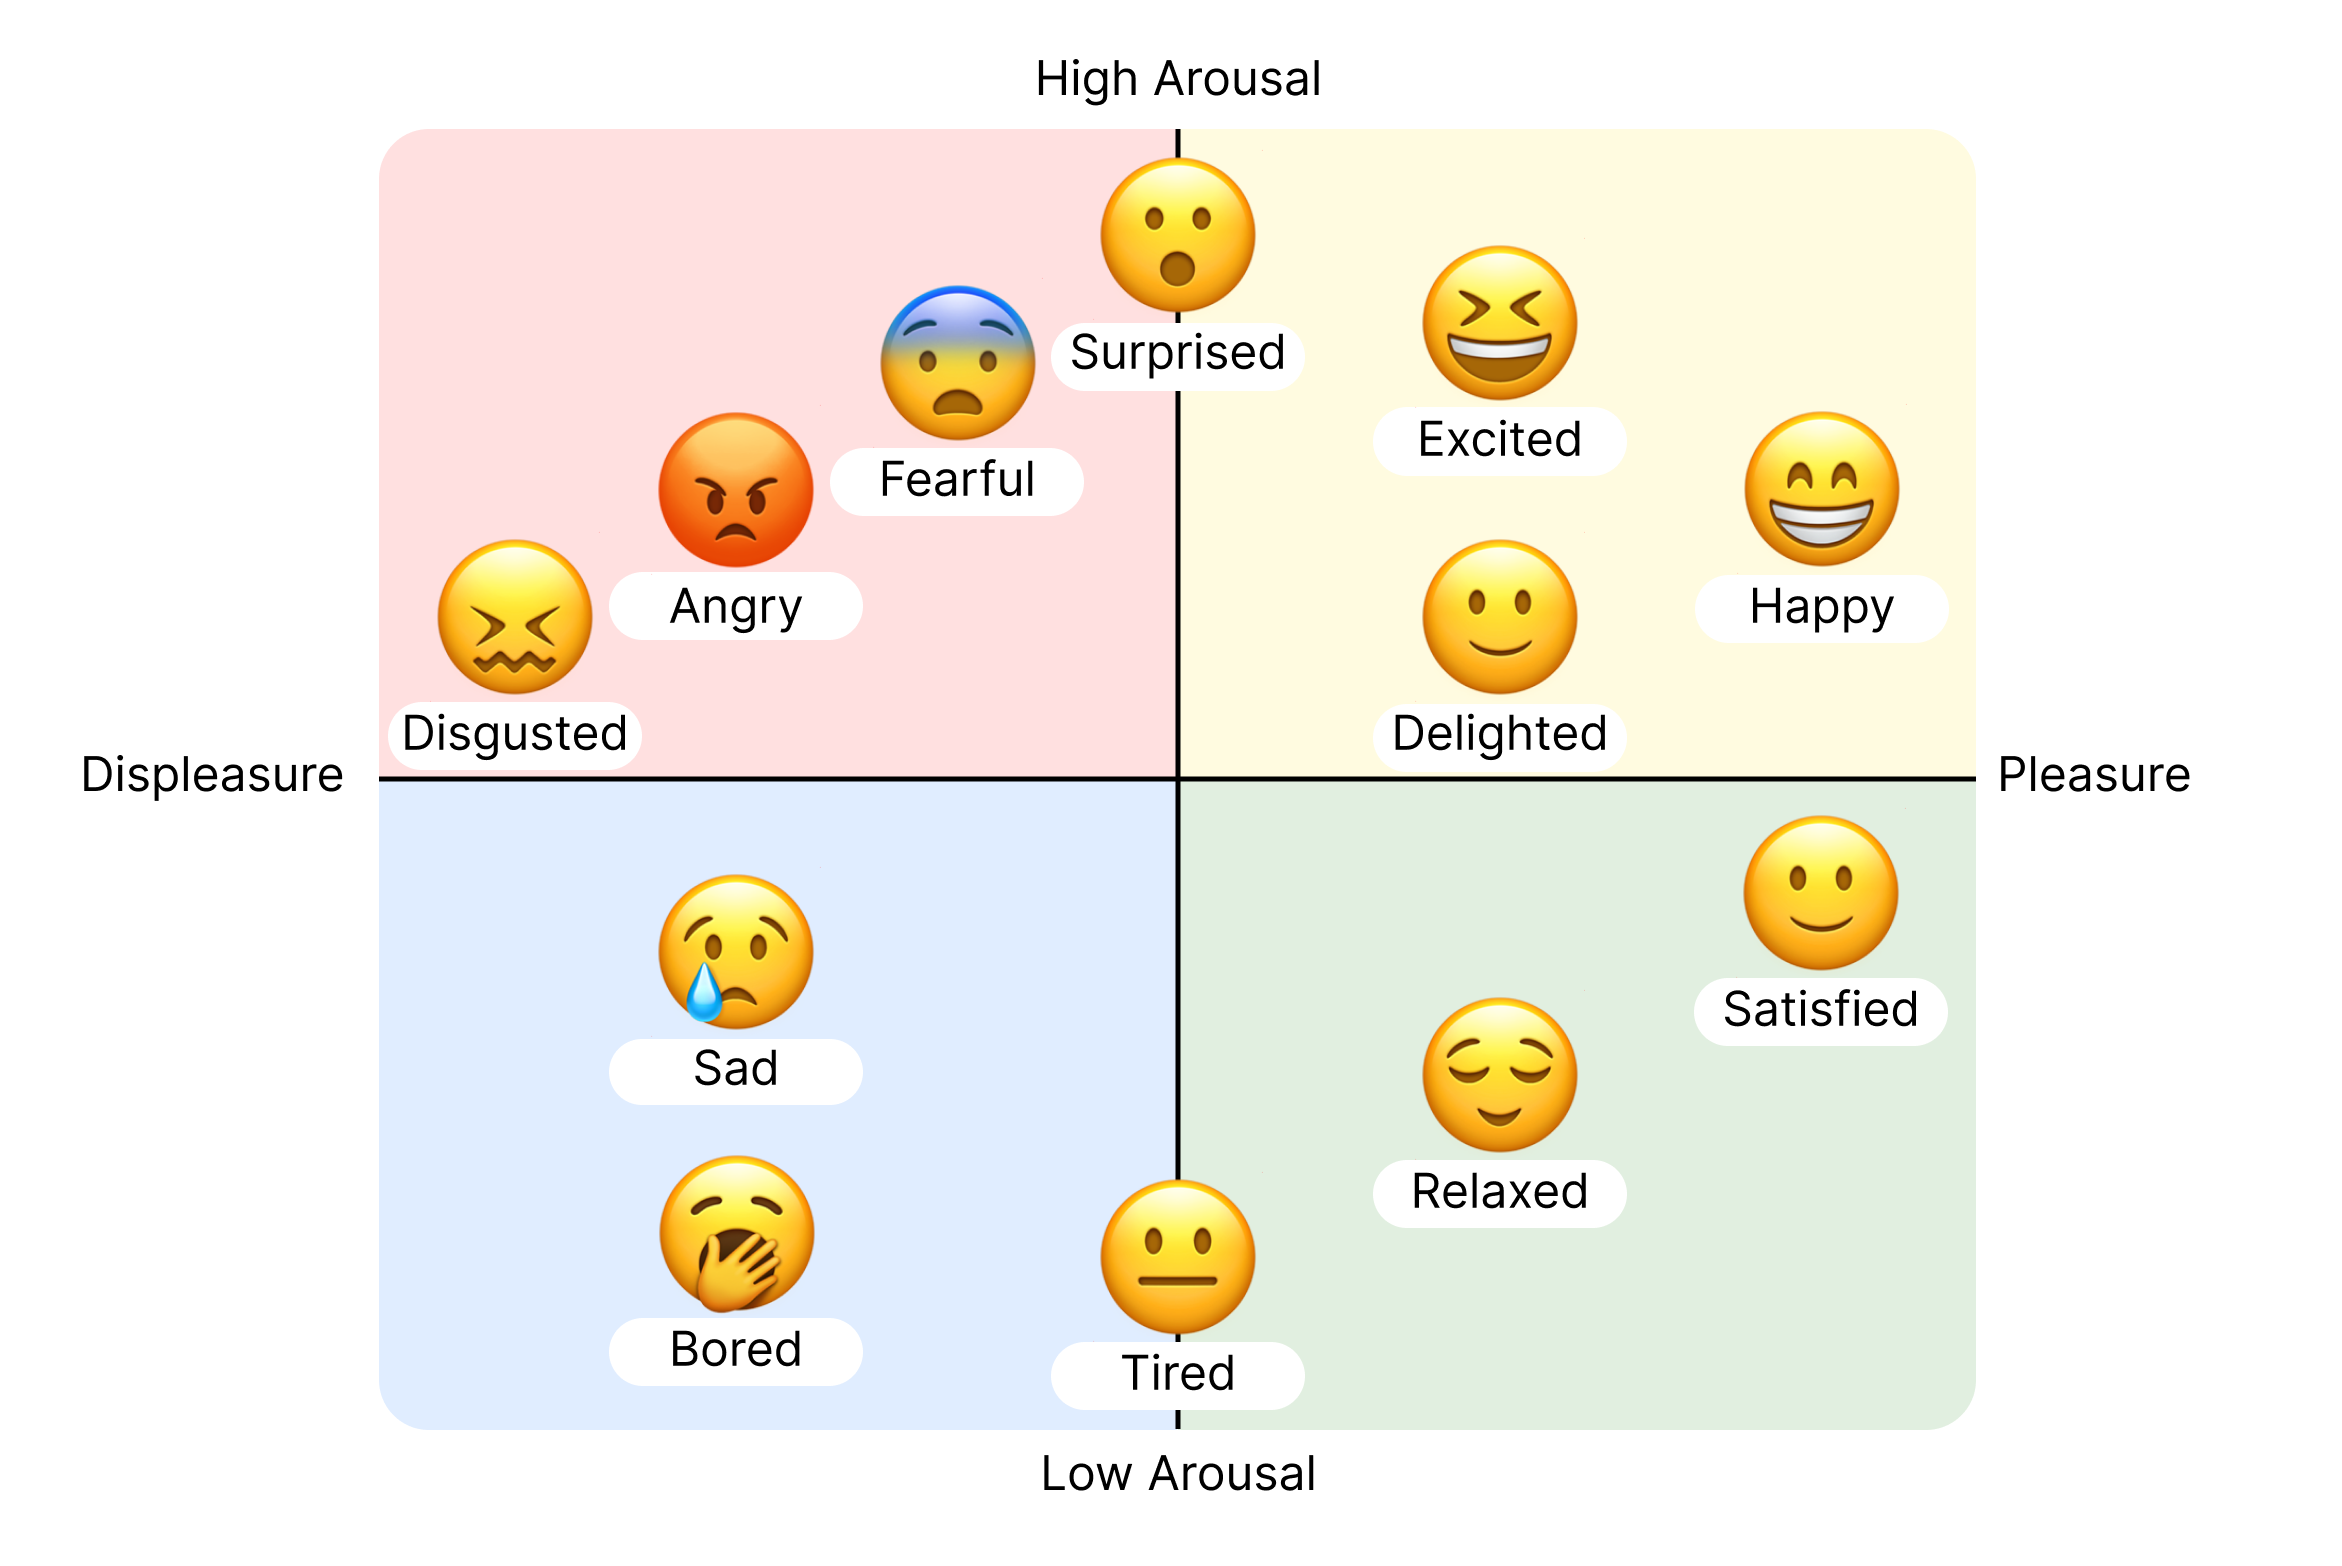 High Arousal
Surprised
Excited
Fearful
Angry
Happy
Disgusted
Delighted
Displeasure
Pleasure
Satisfied
Sad
Relaxed
Bored
Tired
Low Arousal